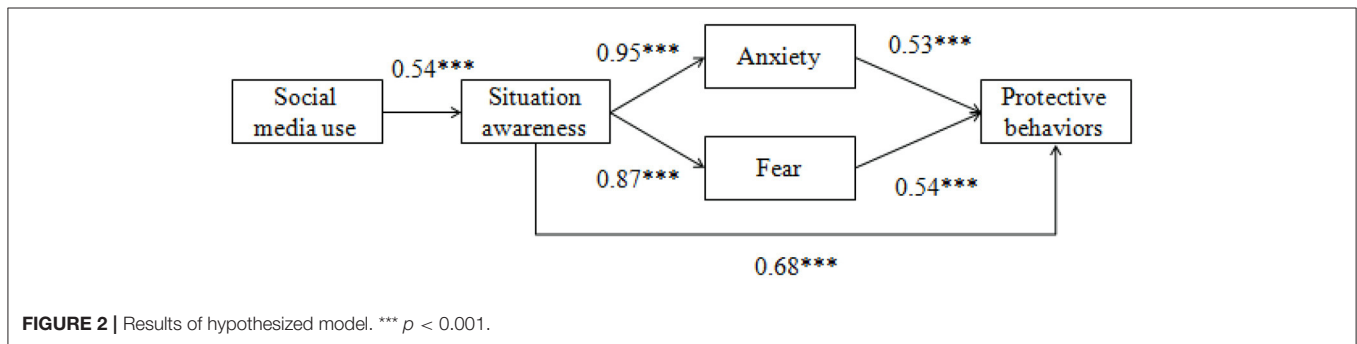 0.54***
0.95***
0.53***
Anxiety
Social
media use
Situation
awareness
Protective
behaviors
Fear
0.87***
0.54***
0.68***
FIGURE 2 | Results of hypothesized model. *** p < 0.001.